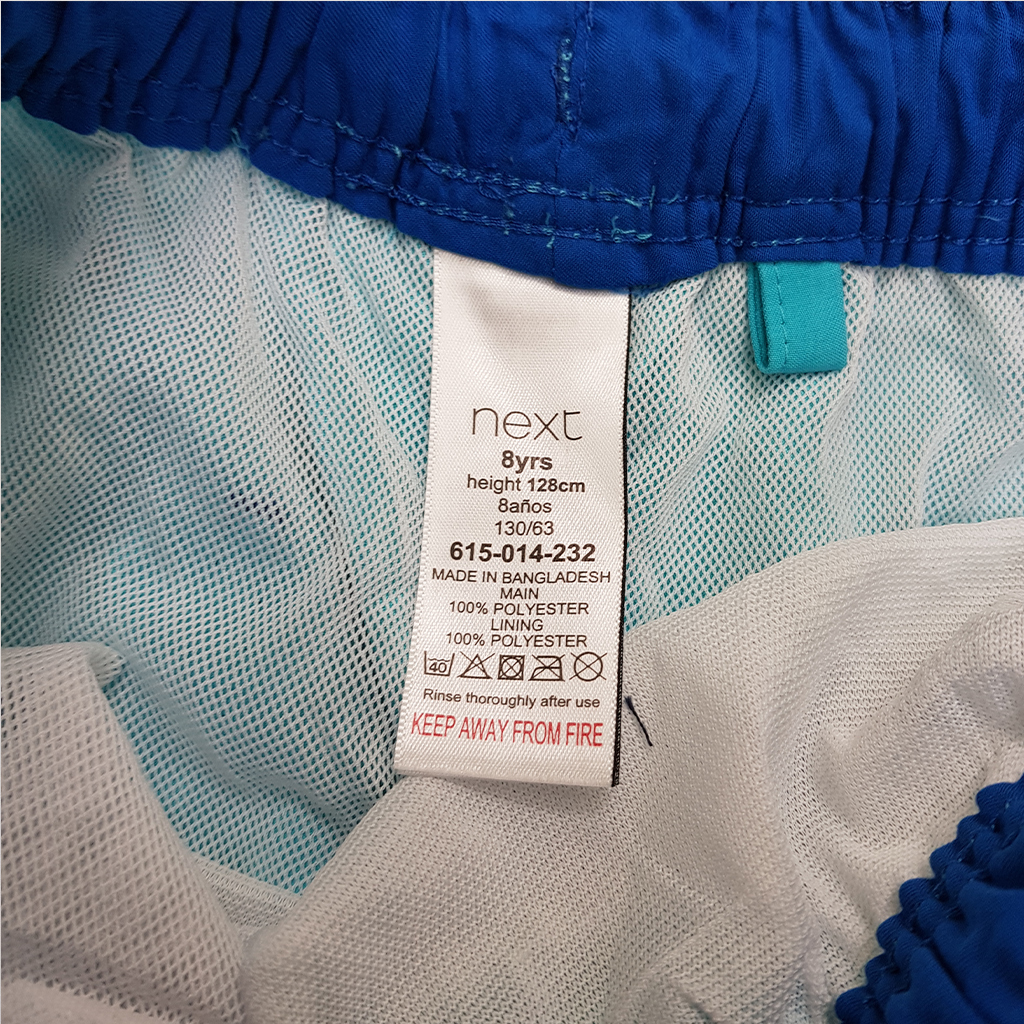 next
8yrs
height 128cm
8años
130/63
615-014-232
MADE IN BANGLADESH
MAIN
100% POLYESTER
LINING
100% POLYESTER
40
Rinse thoroughly after use
KEEP AWAY FROM FIRE